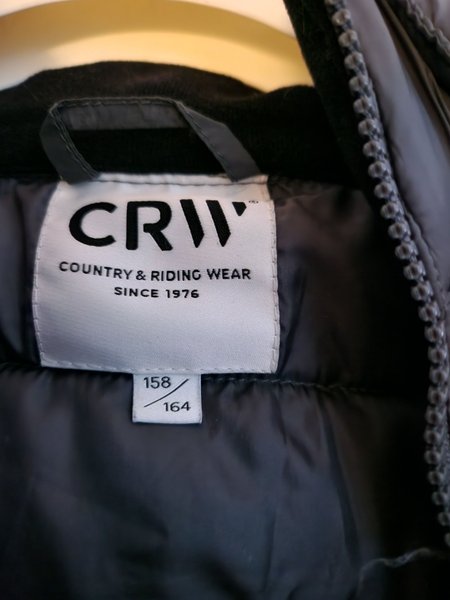 CRW
COUNTRY & RIDING WEAR
SINCE 1976
158/
164